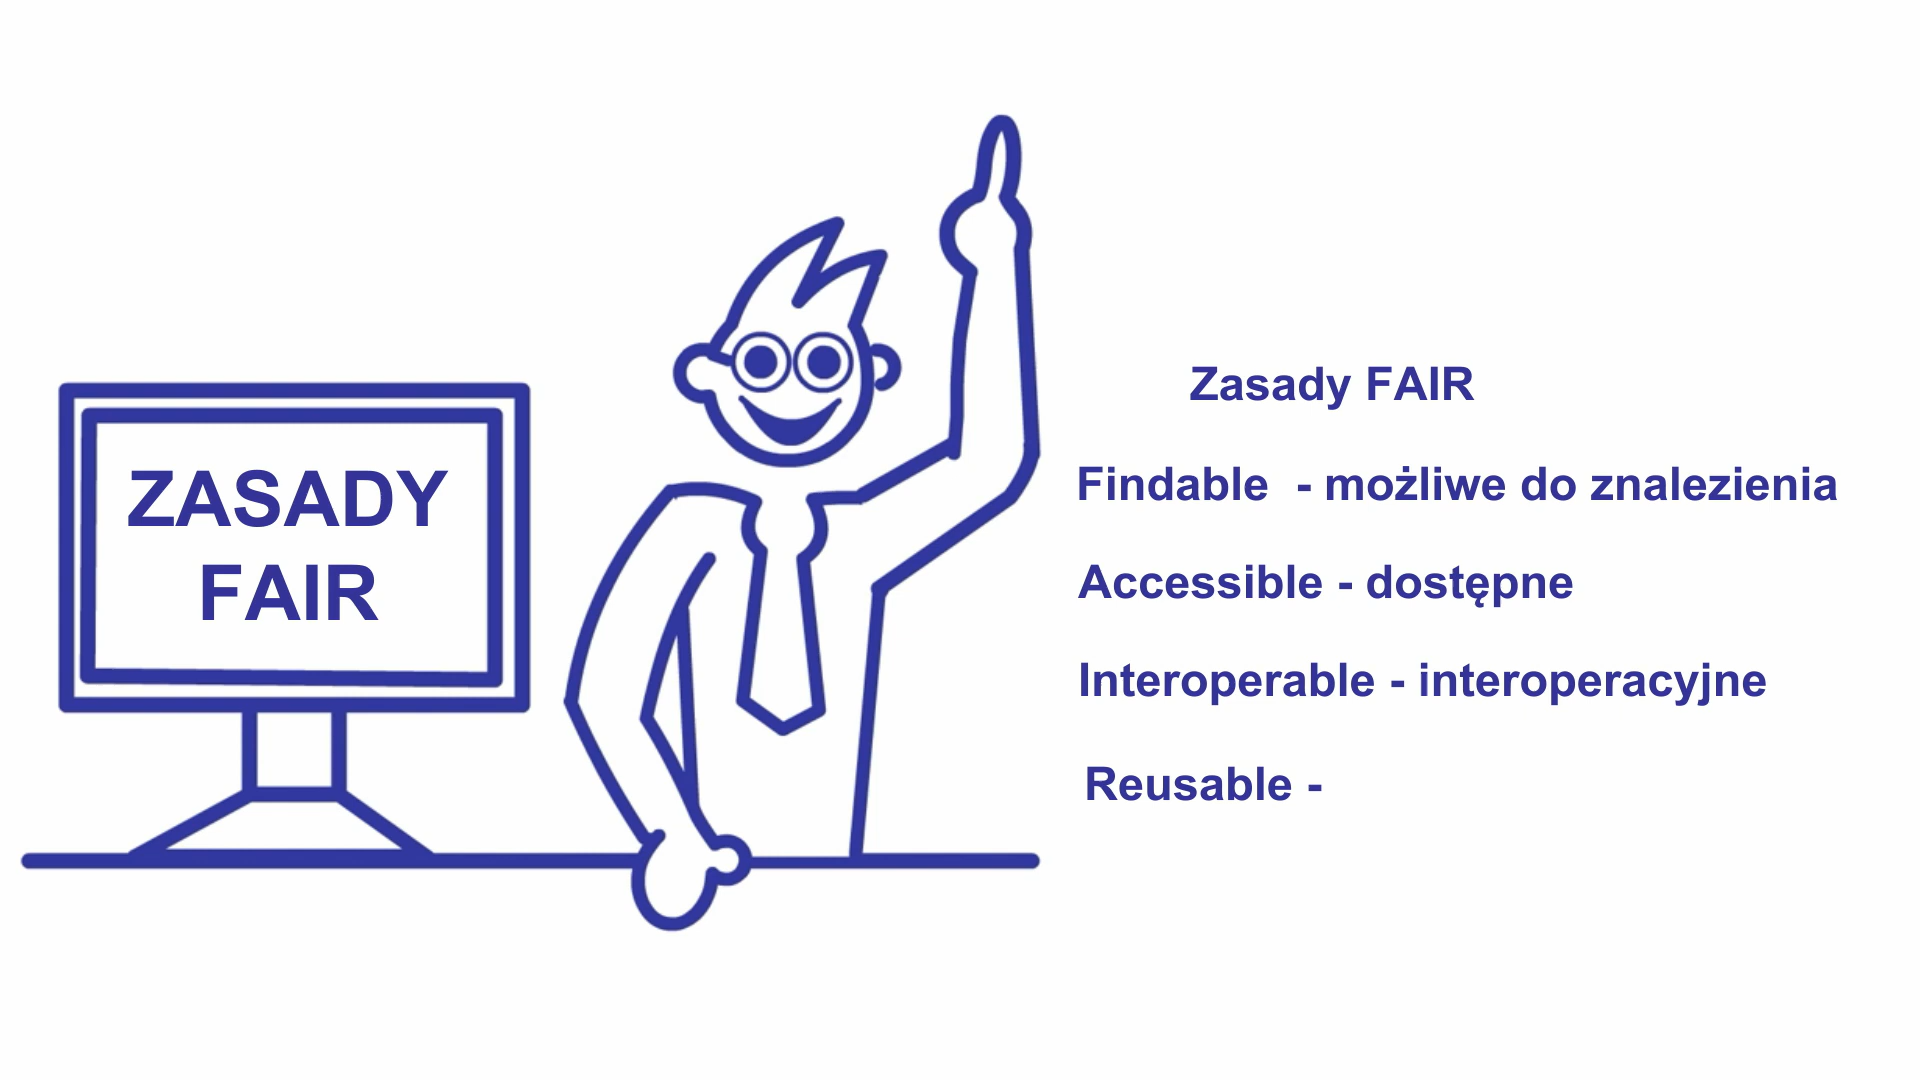 ZASADY
FAIR
Zasady FAIR
Findable - możliwe do znalezienia
Accessible - dostępne
Interoperable - interoperacyjne
Reusable -